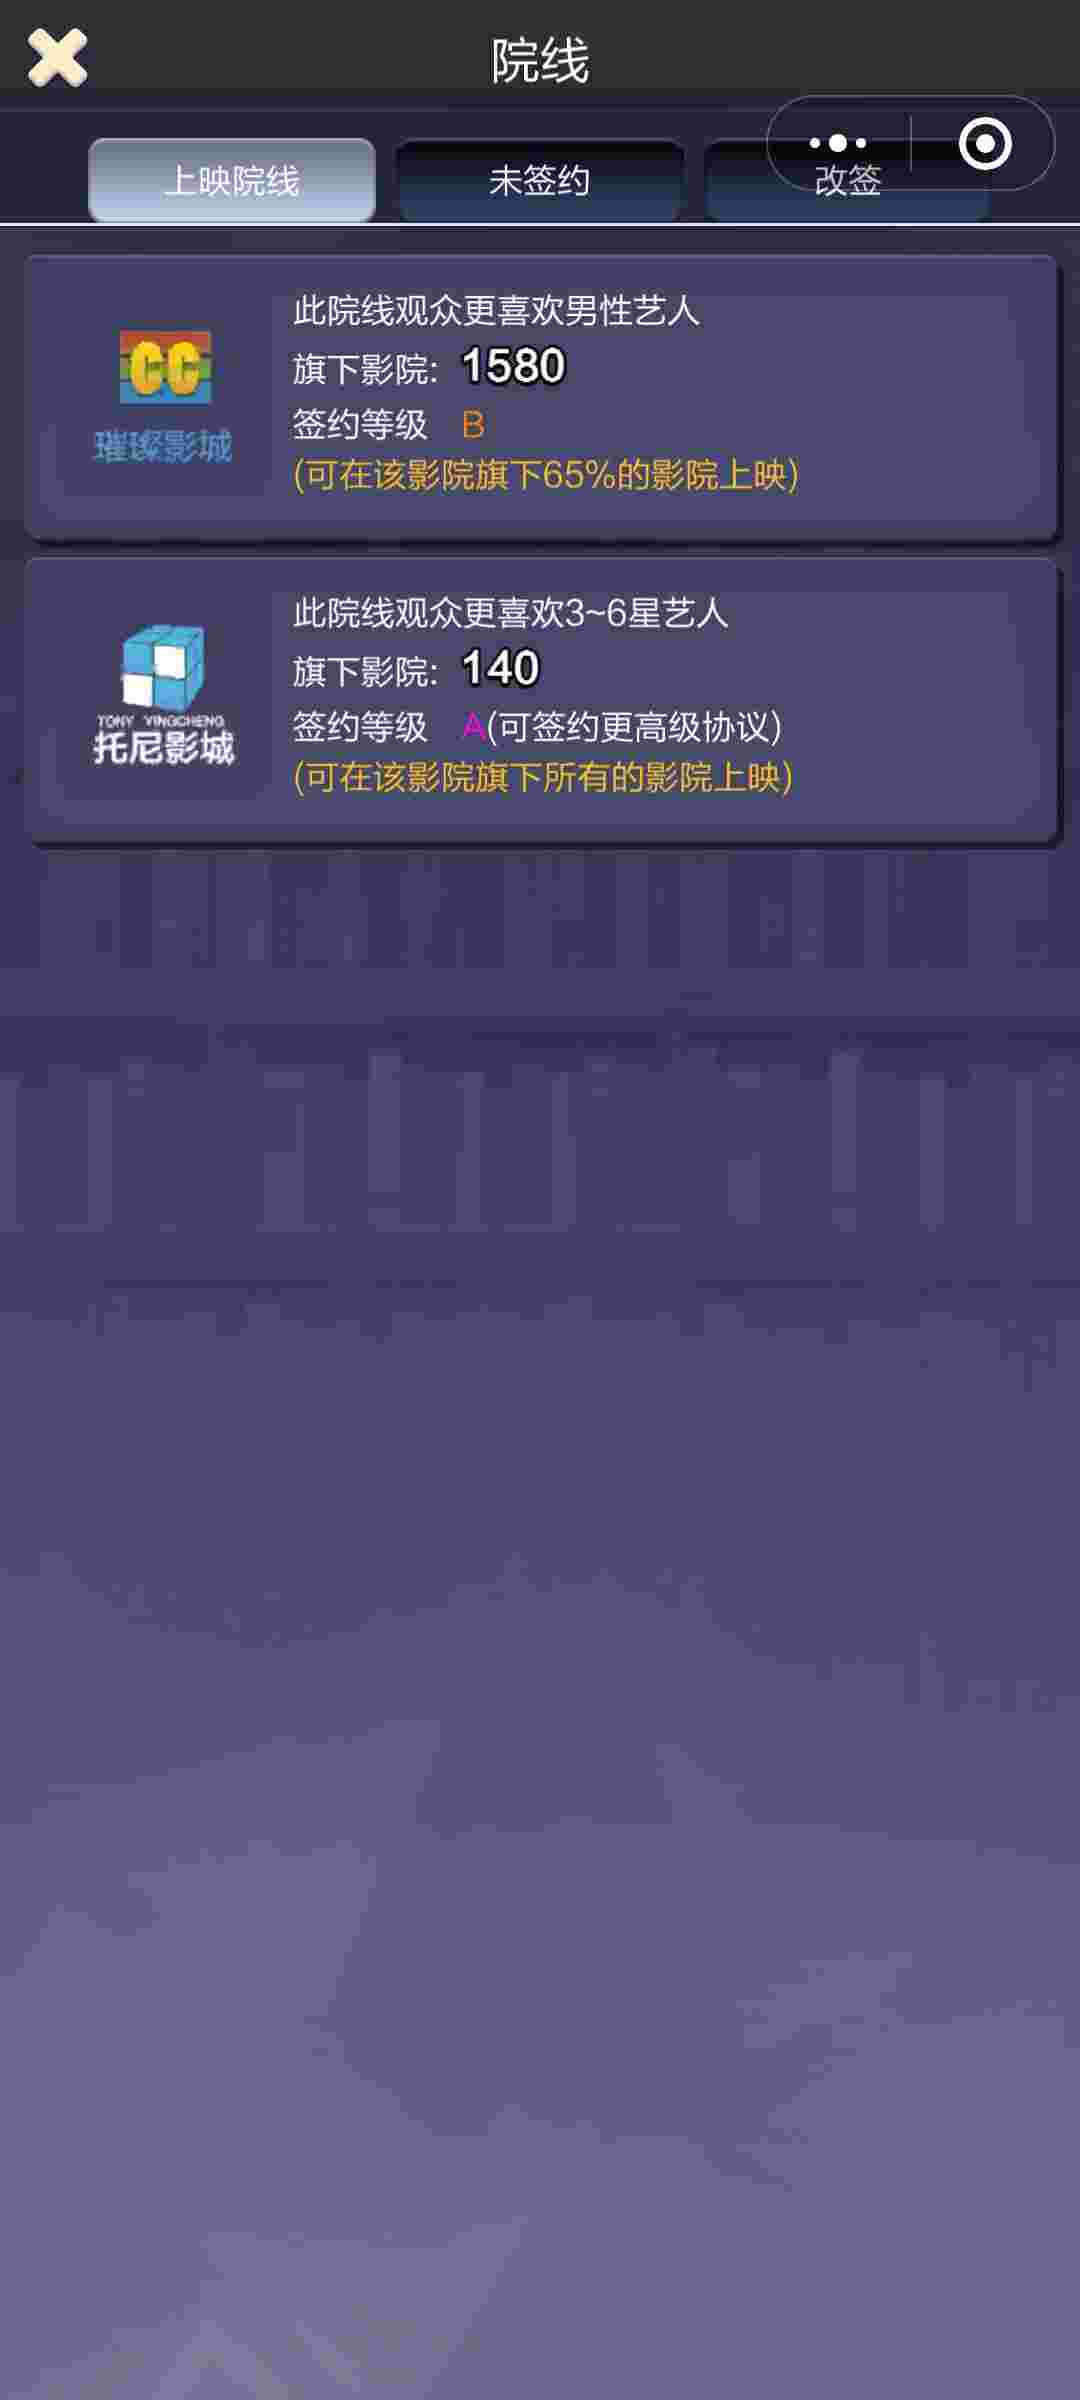 院线
上映院线
未签约
改签
此院线观众更喜欢男性艺人
旗下影院: 1580
签约等级 B
(可在该影院旗下65%的影院上映)
CC
璀璨影城
此院线观众更喜欢3~6星艺人
旗下影院: 140
签约等级 A(可签约更高级协议)
(可在该影院旗下所有的影院上映)
TONY YINGCHENG
托尼影城